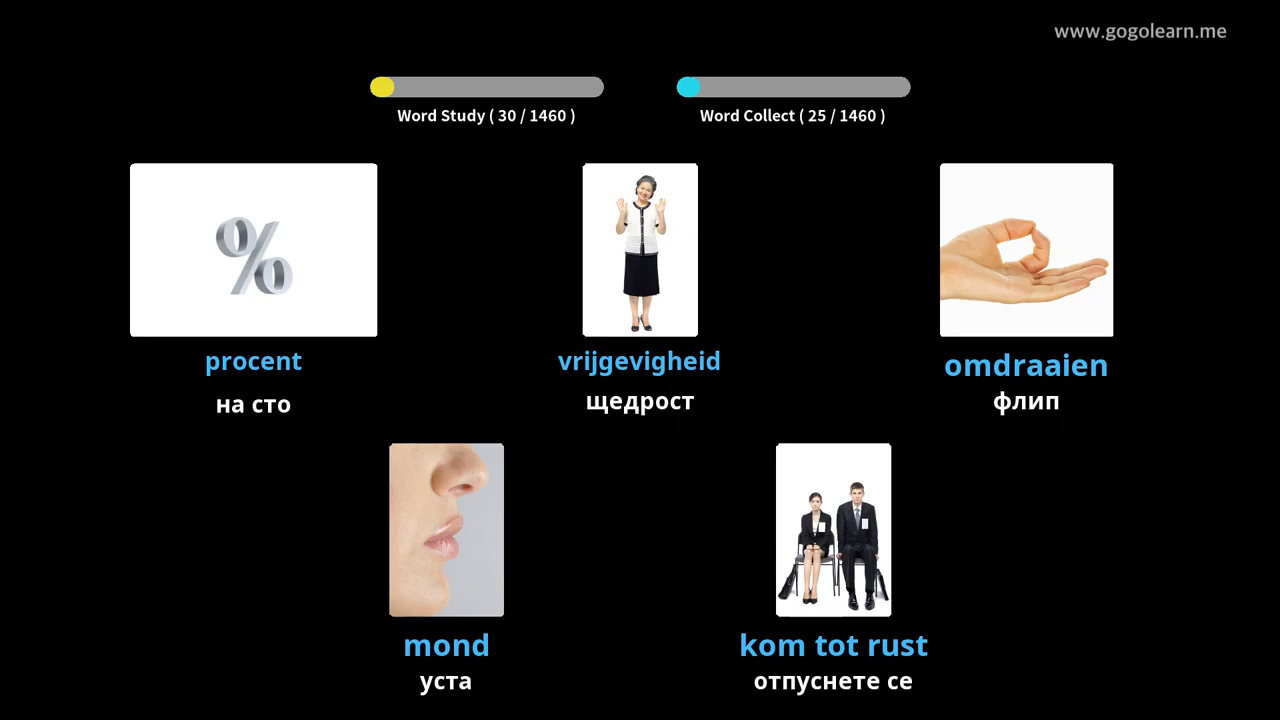 www.gogolearn.me
Word Study ( 30 / 1460 )
Word Collect ( 25 / 1460 )
%
procent
vrijgevigheid
omdraaien
на сто
щедрост
флип
mond
kom tot rust
уста
отпуснете се